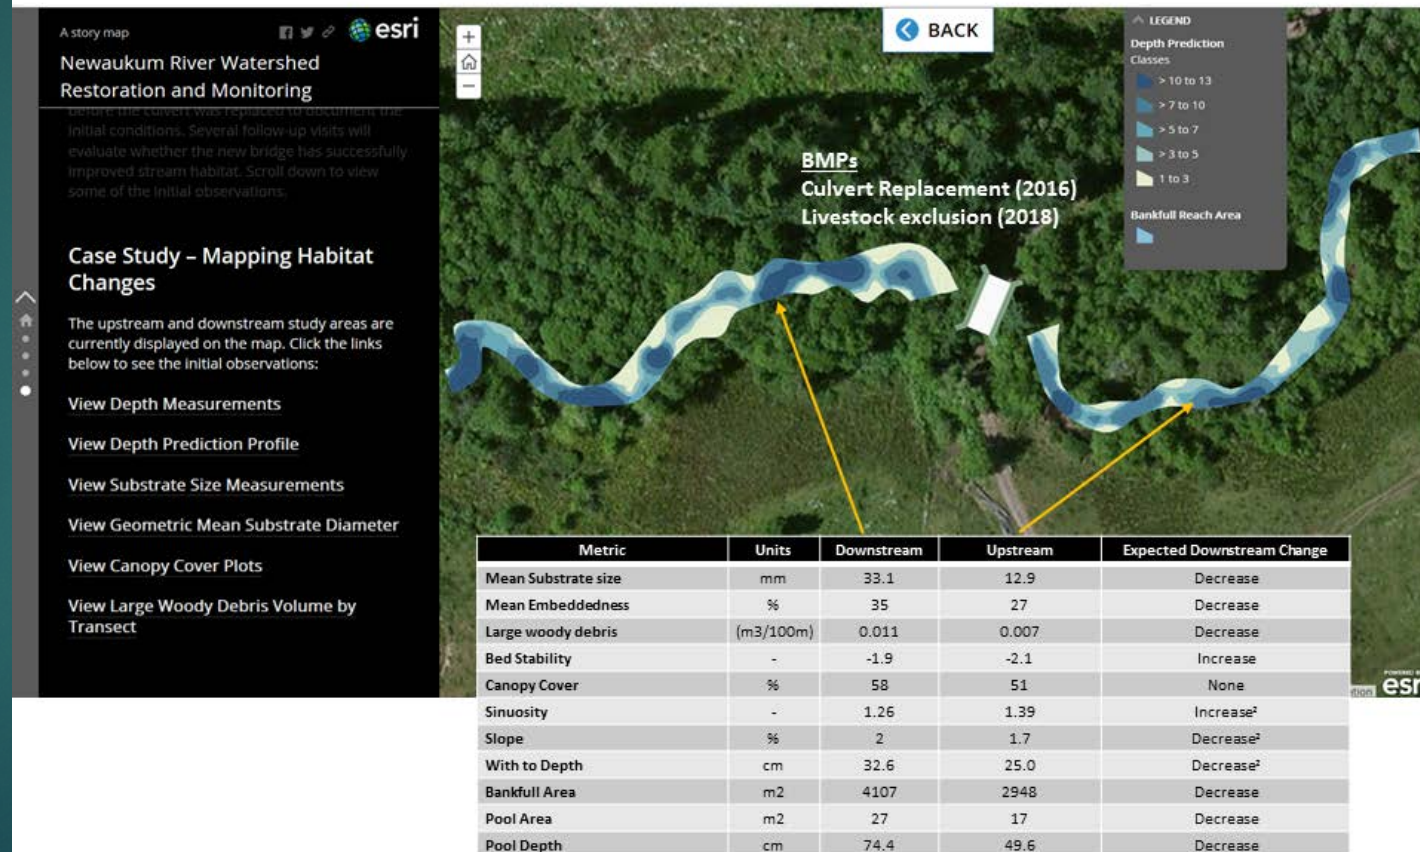 A story map
esri
Newaukum River Watershed
Restoration and Monitoring
before the culvert was replaced to document the
initial conditions. Several follow-up visits will
evaluate whether the new bridge has successfully
improved stream habitat. Scroll down to view
some of the initial observations.
Case Study – Mapping Habitat
Changes
The upstream and downstream study areas are
currently displayed on the map. Click the links
below to see the initial observations:
View Depth Measurements
View Depth Prediction Profile
View Substrate Size Measurements
View Geometric Mean Substrate Diameter
View Canopy Cover Plots
View Large Woody Debris Volume by
Transect
BACK
BMPs
Culvert Replacement (2016)
Livestock exclusion (2018)
LEGEND
Depth Prediction
Classes
> 10 to 13
> 7 to 10
> 5 to 7
> 3 to 5
1 to 3
Bankfull Reach Area
Metric Units Downstream Upstream Expected Downstream Change
Mean Substrate size mm 33.1 12.9 Decrease
Mean Embeddedness % 35 27 Decrease
Large woody debris (m3/100m) 0.011 0.007 Decrease
Bed Stability - -1.9 -2.1 Increase
Canopy Cover % 58 51 None
Sinuosity - 1.26 1.39 Increase²
Slope % 2 1.7 Decrease²
With to Depth cm 32.6 25.0 Decrease²
Bankfull Area m2 4107 2948 Decrease
Pool Area m2 27 17 Decrease
Pool Depth cm 74.4 49.6 Decrease